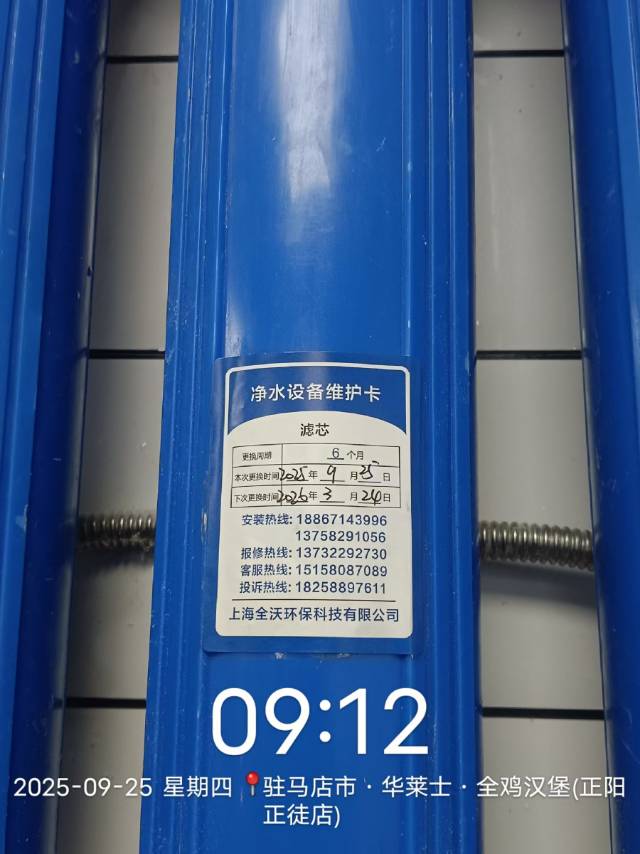 净水设备维护卡
滤芯
更换周期 6 个月
本次更换时间 2025 年 9 月 25 日
下次更换时间 2026 年 3 月 24 日
安装热线: 18867143996
13758291056
报修热线: 13732292730
客服热线: 15158087089
投诉热线: 18258897611
上海全沃环保科技有限公司
09:12
2025-09-25 星期四 📍驻马店市·华莱士·全鸡汉堡(正阳
正徒店)